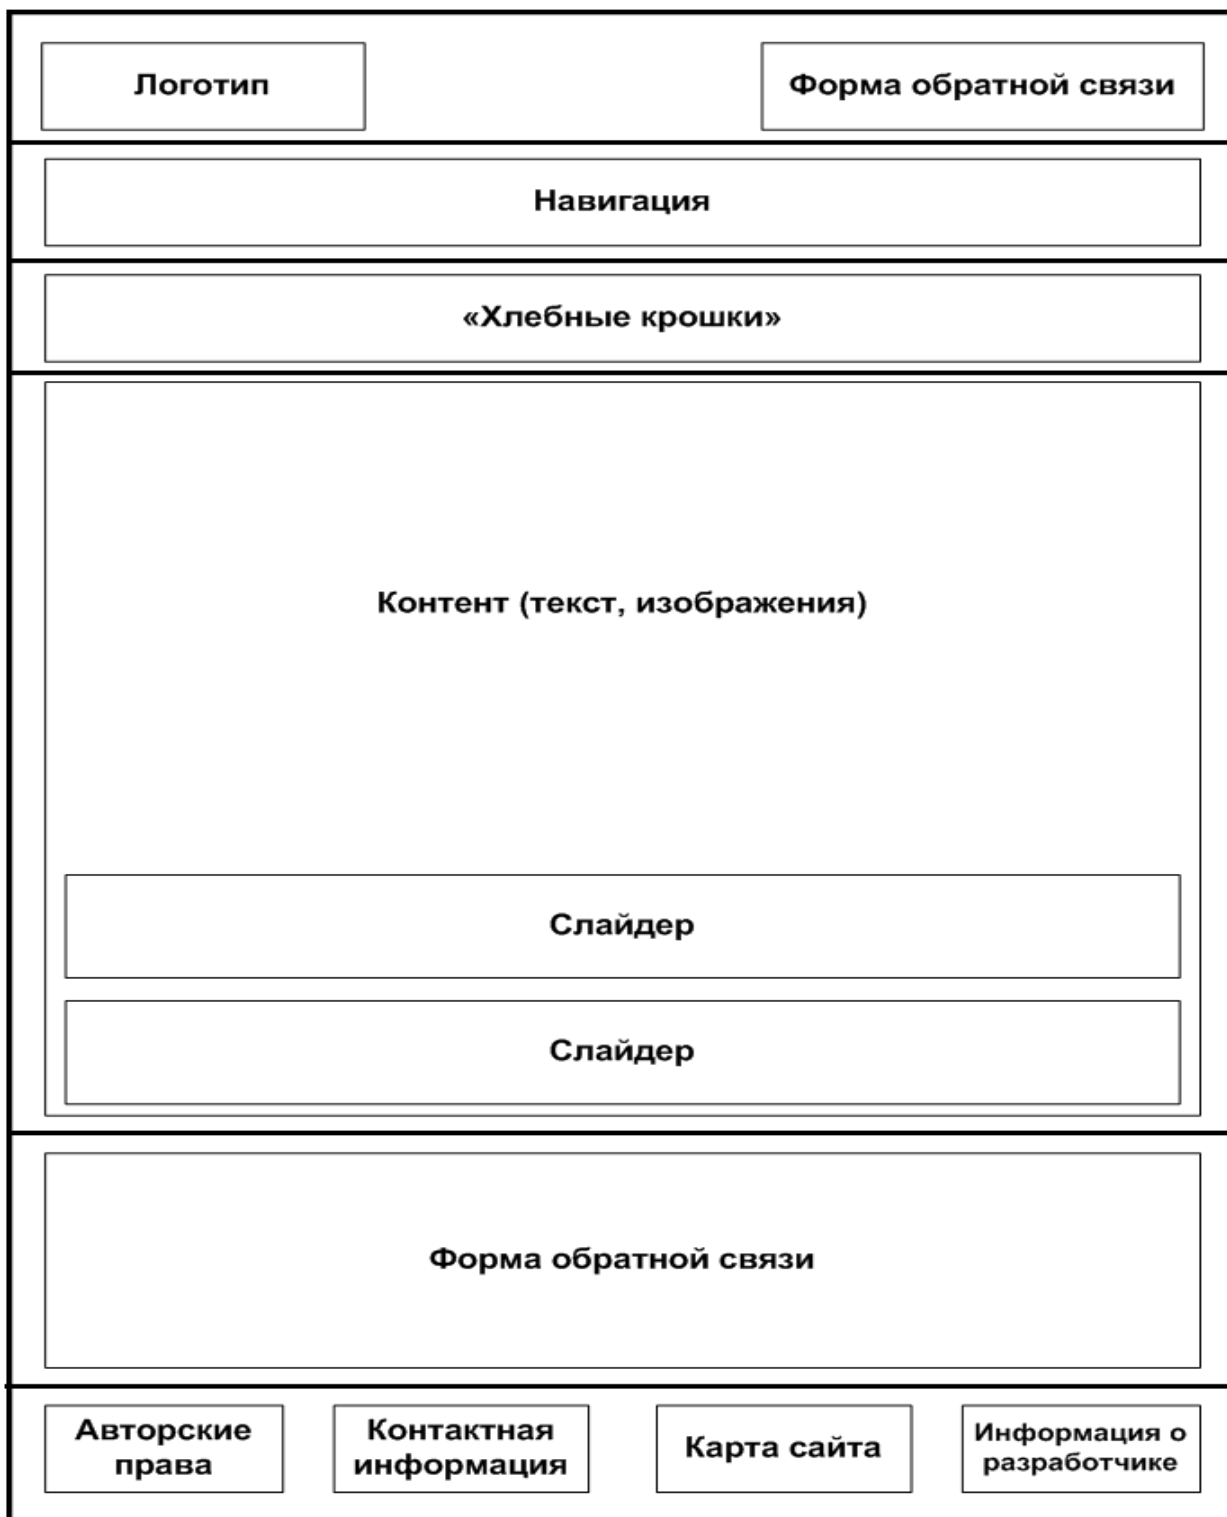 Логотип
Форма обратной связи
Навигация
«Хлебные крошки»
Контент (текст, изображения)
Слайдер
Слайдер
Форма обратной связи
Авторские
права
Контактная
информация
Карта сайта
Информация о
разработчике